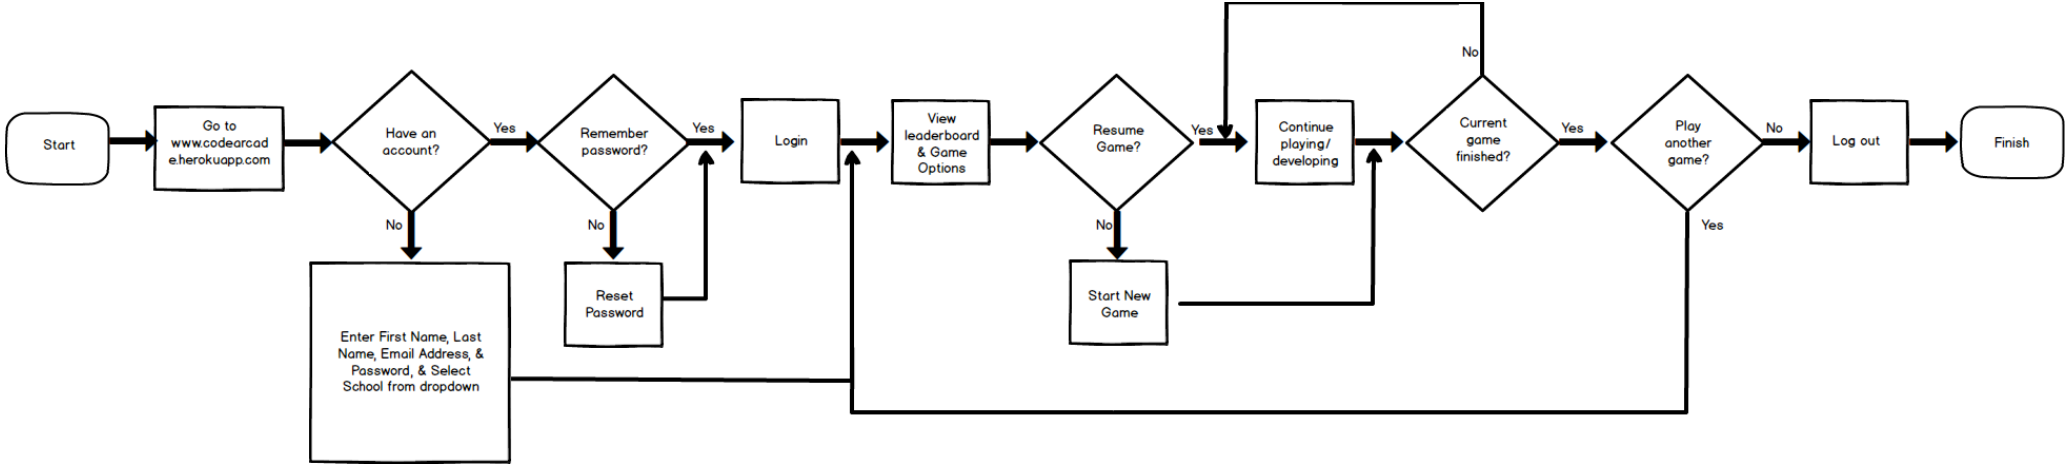 Start
Go to
www.codearcad
e.herokuapp.com
Have an
account?
Yes
No
Enter First Name, Last
Name, Email Address, &
Password, & Select
School from dropdown
Remember
password?
Yes
No
Reset
Password
Login
View
leaderboard
& Game
Options
Resume
Game?
Yes
No
Start New
Game
Continue
playing/
developing
Current
game
finished?
No
Yes
Play
another
game?
No
Yes
Log out
Finish